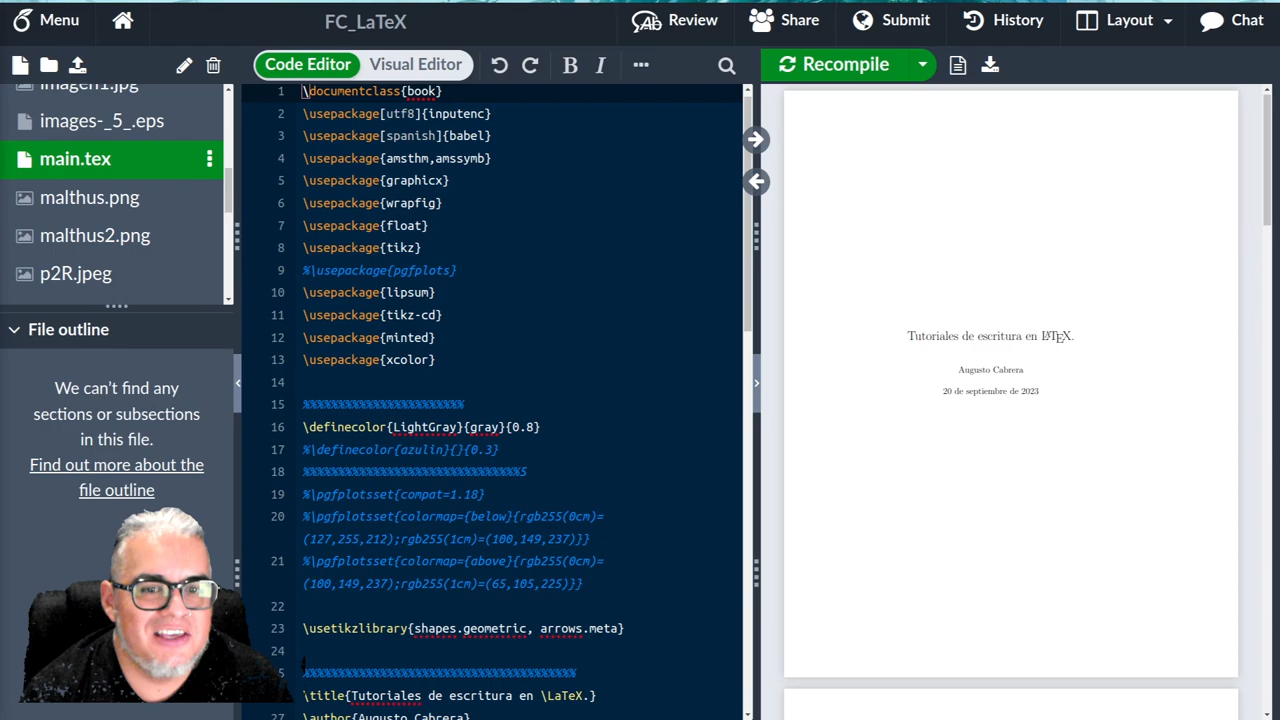 Menu
FC_LaTeX
Review
Share
Submit
History
Layout
Chat
Code Editor
Visual Editor
B
I
Recompile
imagen1.jpg
images-_5_.eps
main.tex
malthus.png
malthus2.png
p2R.jpeg
File outline
We can't find any
sections or subsections
in this file.
Find out more about the
file outline
1 \documentclass{book}
2 \usepackage[utf8]{inputenc}
3 \usepackage[spanish]{babel}
4 \usepackage{amsthm,amssymb}
5 \usepackage{graphicx}
6 \usepackage{wrapfig}
7 \usepackage{float}
8 \usepackage{tikz}
9 %\usepackage{pgfplots}
10 \usepackage{lipsum}
11 \usepackage{tikz-cd}
12 \usepackage{minted}
13 \usepackage{xcolor}
14
15 %%%%%%%%%%%%%%%%%%%%%%%
16 \definecolor{LightGray}{gray}{0.8}
17 %\definecolor{azulin}{}{0.3}
18 %%%%%%%%%%%%%%%%%%%%%%%%%%%%%%%5
19 %\pgfplotsset{compat=1.18}
20 %\pgfplotsset{colormap={below}{rgb255(0cm)=
(127,255,212);rgb255(1cm)=(100,149,237)}}
21 %\pgfplotsset{colormap={above}{rgb255(0cm)=
(100,149,237);rgb255(1cm)=(65,105,225)}}
22
23 \usetikzlibrary{shapes.geometric, arrows.meta}
24
%%%%%%%%%%%%%%%%%%%%%%%%%%%%%%%%%%%%%%%
\title{Tutoriales de escritura en \LaTeX.}
27 \author{Augusto Cabrera}
Tutoriales de escritura en LATEX.
Augusto Cabrera
20 de septiembre de 2023